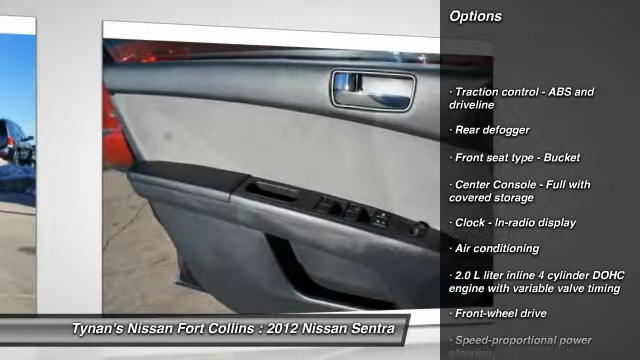 Options
· Traction control - ABS and
driveline
· Rear defogger
· Front seat type - Bucket
· Center Console - Full with
covered storage
· Clock - In-radio display
· Air conditioning
· 2.0 L liter inline 4 cylinder DOHC
engine with variable valve timing
· Front-wheel drive
· Speed-proportional power
steering
Tynan's Nissan Fort Collins : 2012 Nissan Sentra